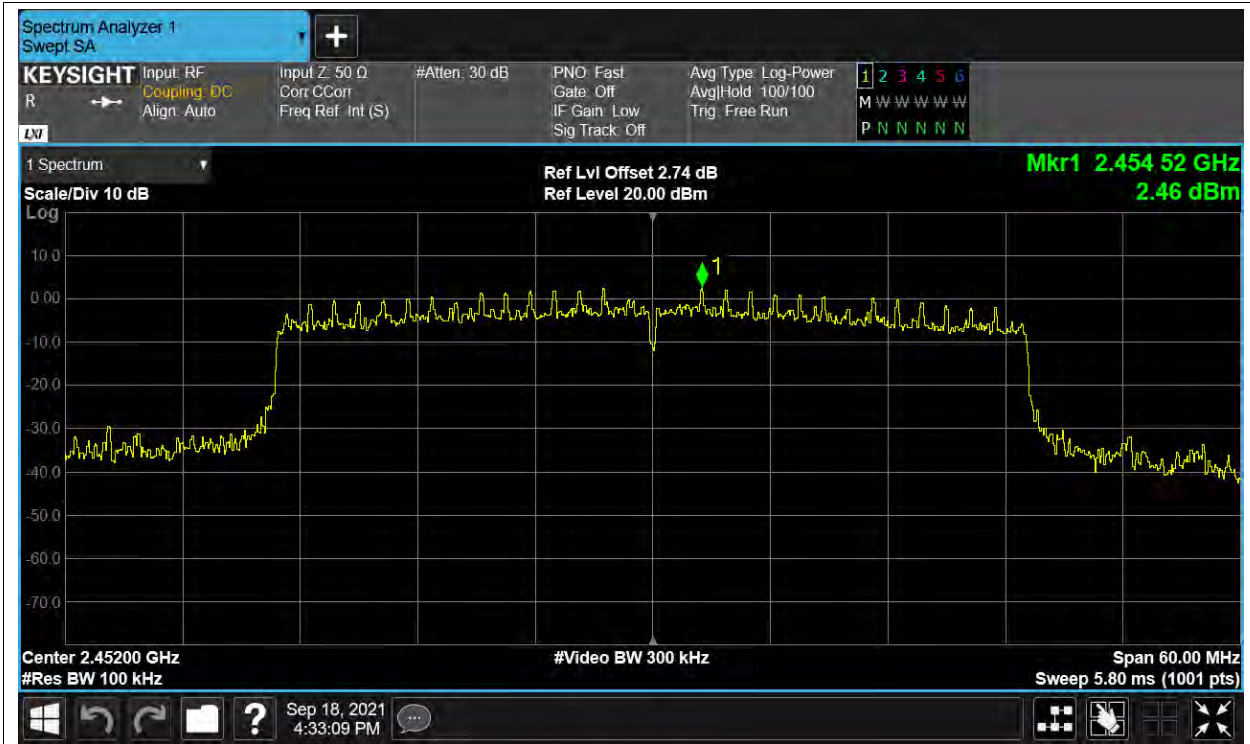 Spectrum Analyzer 1
Swept SA
+
KEYSIGHT Input: RF Input Z: 50 Ω #Atten: 30 dB PNO: Fast Avg Type: Log-Power 1 2 3 4 5 6
R Coupling: DC Corr CCorr Gate: Off Avg|Hold: 100/100 M W W W W W
Align: Auto Freq Ref: Int (S) IF Gain: Low Trig: Free Run
LXI Sig Track: Off P N N N N N
1 Spectrum Ref Lvl Offset 2.74 dB Mkr1 2.454 52 GHz
Scale/Div 10 dB Ref Level 20.00 dBm 2.46 dBm
Log
10.0
1
0.00
-10.0
-20.0
-30.0
-40.0
-50.0
-60.0
-70.0
Center 2.45200 GHz #Video BW 300 kHz Span 60.00 MHz
#Res BW 100 kHz Sweep 5.80 ms (1001 pts)
? Sep 18, 2021
4:33:09 PM